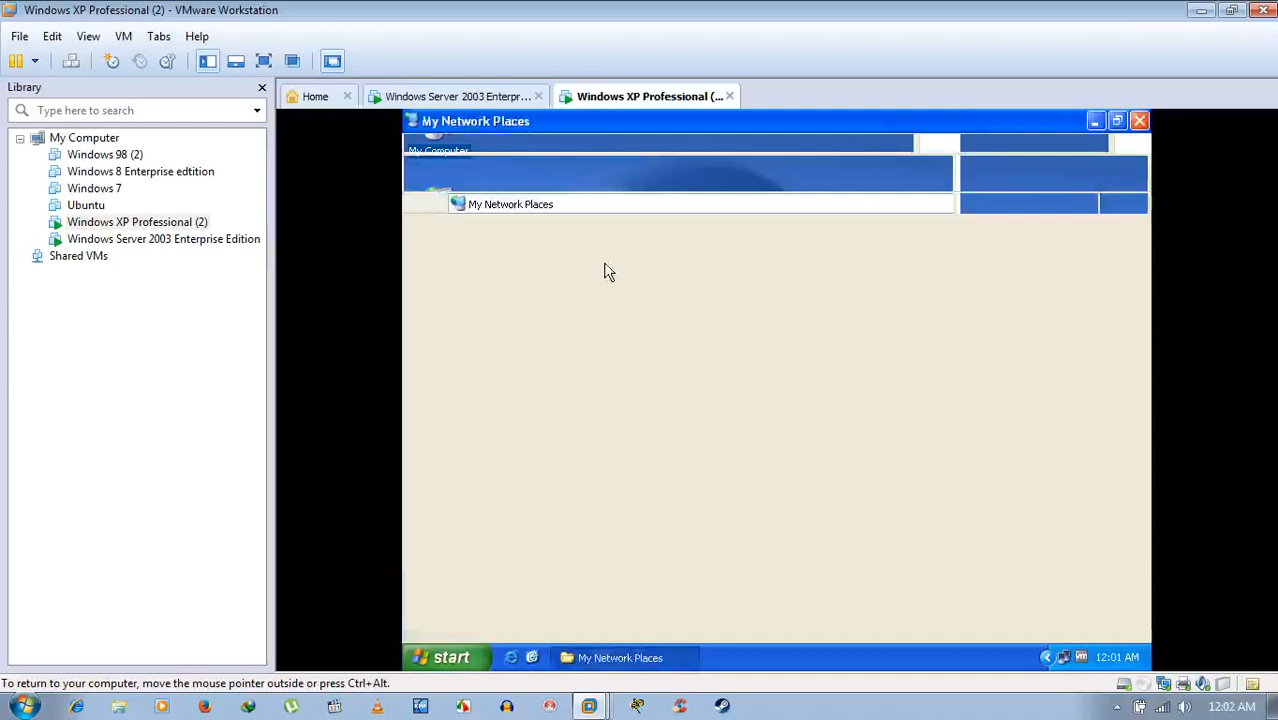 Windows XP Professional (2) - VMware Workstation
File Edit View VM Tabs Help
Library
Type here to search
Home
Windows Server 2003 Enterpr...
Windows XP Professional (...
My Computer
Windows 98 (2)
Windows 8 Enterprise edtition
Windows 7
Ubuntu
Windows XP Professional (2)
Windows Server 2003 Enterprise Edition
Shared VMs
My Network Places
My Computer
My Network Places
start
My Network Places
12:01 AM
To return to your computer, move the mouse pointer outside or press Ctrl+Alt.
12:02 AM